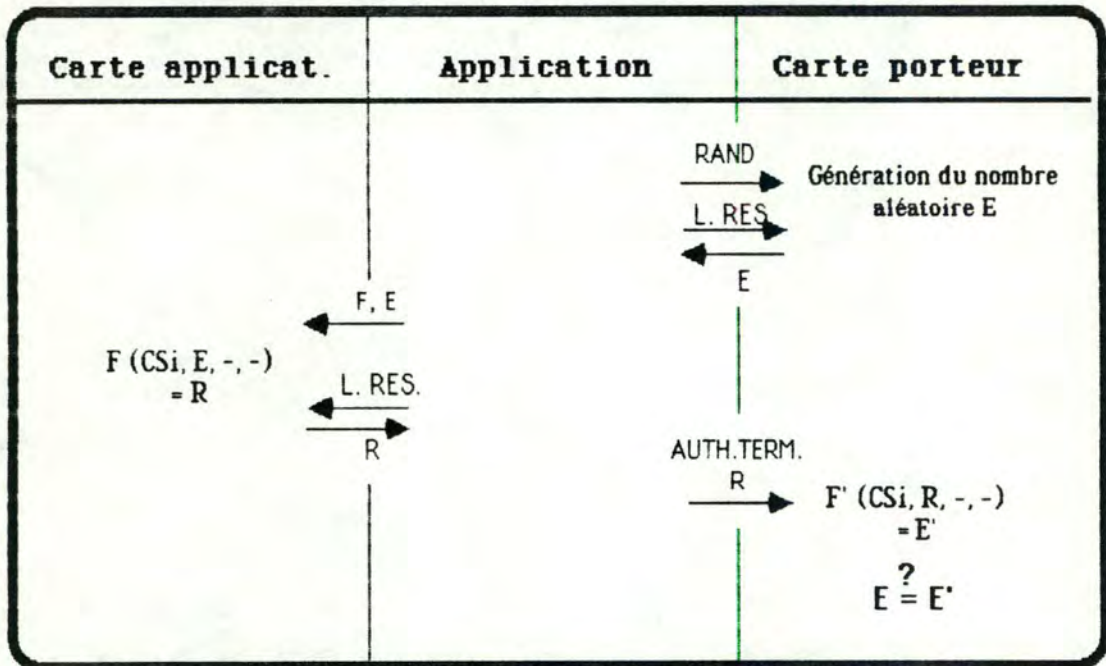 Carte applicat.
Application
Carte porteur
RAND
Génération du nombre
aléatoire E
L. RES.
E
F, E
F (CSi, E, -, -)
= R
L. RES.
R
AUTH.TERM.
R
F' (CSi, R, -, -)
= E'
?
E = E'